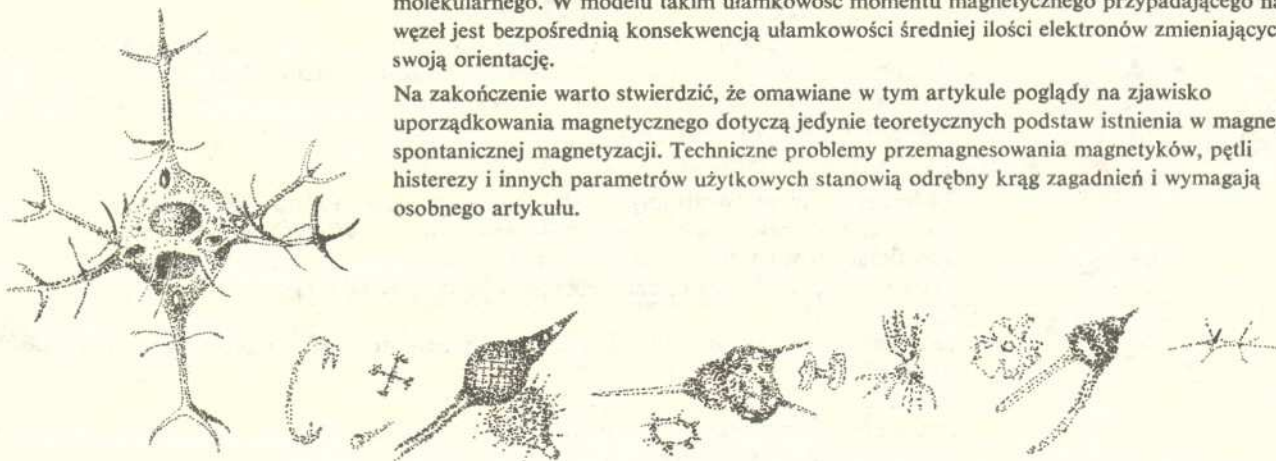 molekularnego. W modelu takim ułamkowość momentu magnetycznego przypadającego na
węzeł jest bezpośrednią konsekwencją ułamkowości średniej ilości elektronów
swoją orientację.
Na zakończenie warto stwierdzić, że omawiane w tym artykule poglądy na zjawisko
uporządkowania magnetycznego dotyczą jedynie teoretycznych podstaw istnienia w
spontanicznej magnetyzacji. Techniczne problemy przemagnesowania magnetyków, pętli
histerezy i innych parametrów użytkowych stanowią odrębny krąg zagadnień i wymagają
osobnego artykułu.